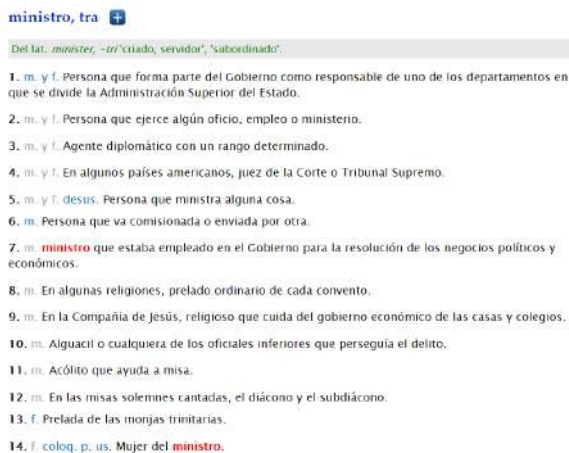 ministro, tra
Del lat. minister, -tri 'criado, servidor', 'subordinado'.
1. m. y f. Persona que forma parte del Gobierno como responsable de uno de los departamentos en
que se divide la Administración Superior del Estado.
2. m. y f. Persona que ejerce algún oficio, empleo o ministerio.
3. m. y f. Agente diplomático con un rango determinado.
4. m. y f. En algunos países americanos, juez de la Corte o Tribunal Supremo.
5. m. y f. desus. Persona que ministra alguna cosa.
6. m. Persona que va comisionada o enviada por otra.
7. m. ministro que estaba empleado en el Gobierno para la resolución de los negocios políticos y
económicos.
8. m. En algunas religiones, prelado ordinario de cada convento.
9. m. En la Compañía de Jesús, religioso que cuida del gobierno económico de las casas y colegios.
10. m. Alguacil o cualquiera de los oficiales inferiores que perseguía el delito.
11. m. Acólito que ayuda a misa.
12. m. En las misas solemnes cantadas, el diácono y el subdiácono.
13. f. Prelada de las monjas trinitarias.
14. f. coloq. p. us. Mujer del ministro.